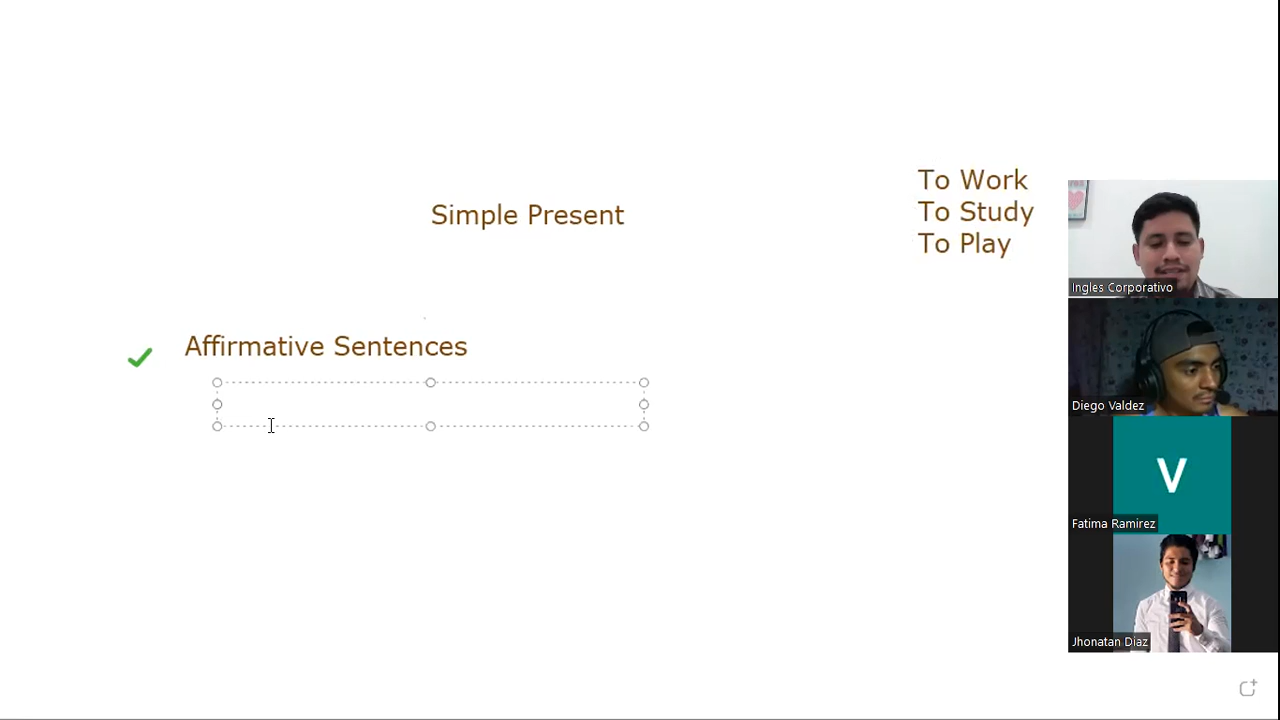 To Work
To Study
To Play
Simple Present
Affirmative Sentences
Ingles Corporativo
Diego Valdez
V
Fatima Ramirez
Jhonatan Diaz